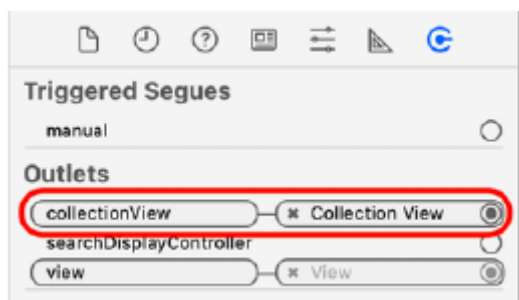 Triggered Segues
manual
Outlets
collectionView Collection View
searchDisplayController
view View